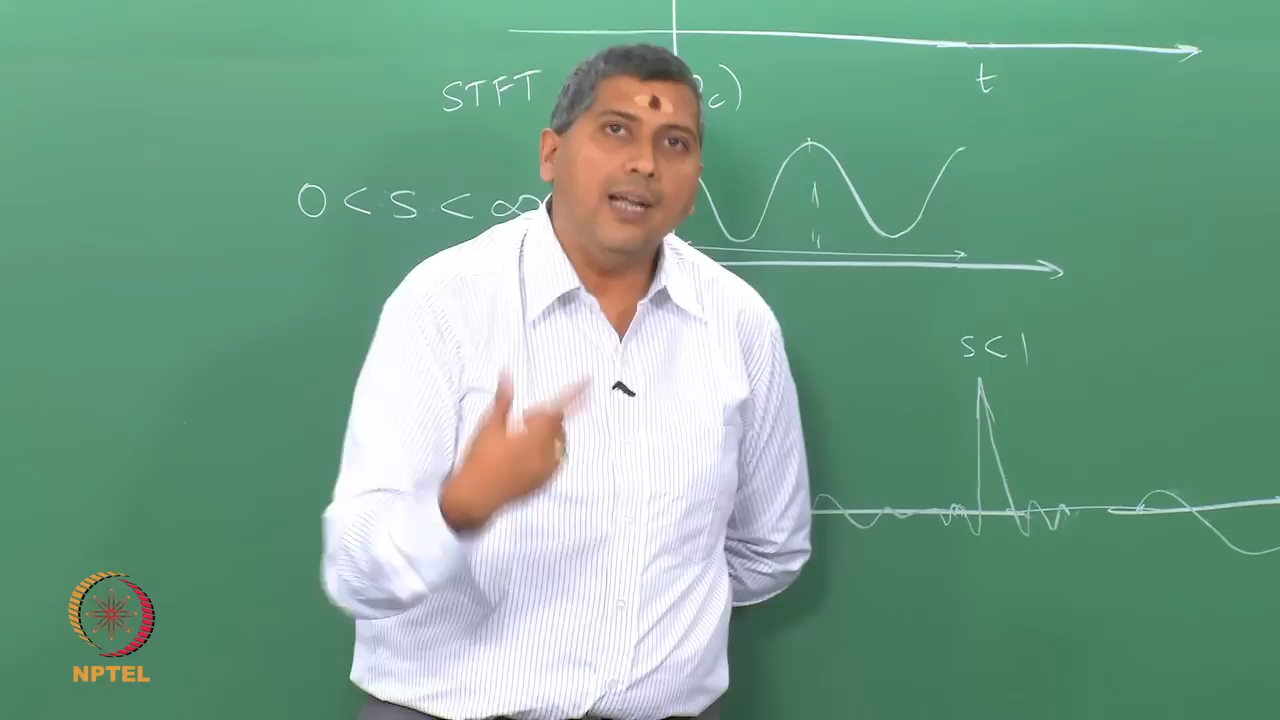 t
STFT c)
0 < s < ∞
s < 1
NPTEL